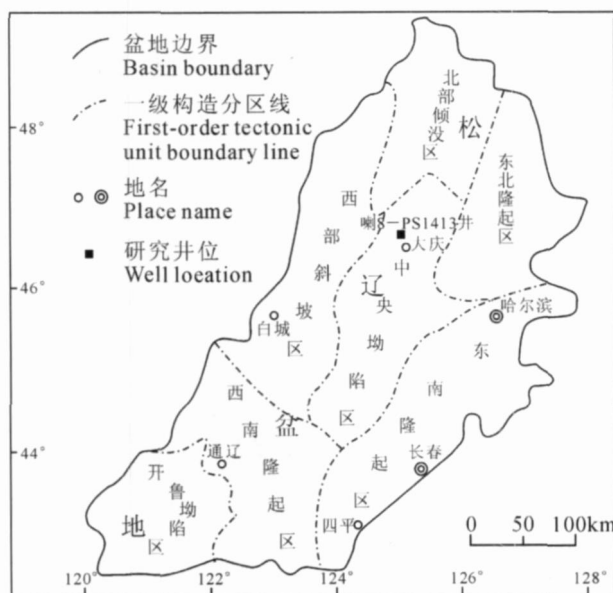 盆地边界
Basin boundary
一级构造分区线
First-order tectonic
unit boundary line
地名
Place name
研究井位
Well loeation
48°
46°
44°
120°
122°
124°
126°
128°
0 50 100km
松
辽
盆
地
北部倾没区
东北隆起区
西部斜坡区
中央坳陷区
东南隆起区
西南隆起区
开鲁坳陷区
喇8-PS1413井
大庆
哈尔滨
白城
通辽
长春
四平